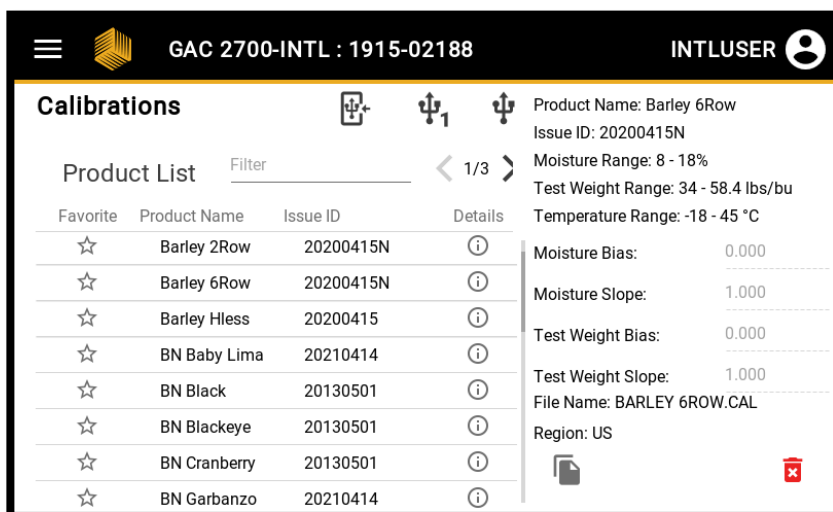 GAC 2700-INTL : 1915-02188 INTLUSER
Calibrations
1
Product List Filter 1/3
Favorite Product Name Issue ID Details
Barley 2Row 20200415N
Barley 6Row 20200415N
Barley Hless 20200415
BN Baby Lima 20210414
BN Black 20130501
BN Blackeye 20130501
BN Cranberry 20130501
BN Garbanzo 20210414
Product Name: Barley 6Row
Issue ID: 20200415N
Moisture Range: 8 - 18%
Test Weight Range: 34 - 58.4 lbs/bu
Temperature Range: -18 - 45 °C
Moisture Bias: 0.000
Moisture Slope: 1.000
Test Weight Bias: 0.000
Test Weight Slope: 1.000
File Name: BARLEY 6ROW.CAL
Region: US